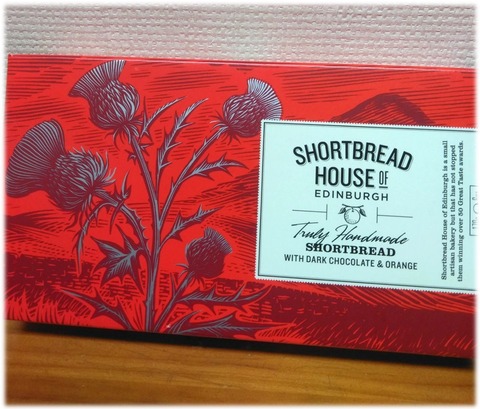 SHORTBREAD
HOUSE OF
EDINBURGH
Truly Handmade
SHORTBREAD
WITH DARK CHOCOLATE & ORANGE
Shortbread House of Edinburgh is a small
artisan bakery but that has not stopped
them winning over 50 Great Taste awards.